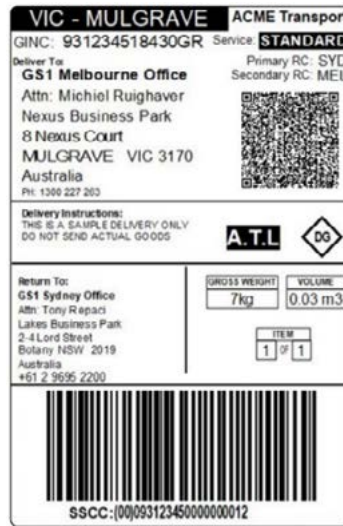 VIC - MULGRAVE ACME Transpor
GINC: 931234518430GR Service: STANDARD
Deliver To: Primary RC: SYD
GS1 Melbourne Office Secondary RC: MEL
Attn: Michiel Ruighaver
Nexus Business Park
8 Nexus Court
MULGRAVE VIC 3170
Australia
PH: 1300 227 263
Delivery Instructions:
THIS IS A SAMPLE DELIVERY ONLY
DO NOT SEND ACTUAL GOODS
A.T.L DG
Return To:
GS1 Sydney Office
Attn: Tony Repaci
Lakes Business Park
2-4 Lord Street
Botany NSW 2019
Australia
+61 2 9695 2200
GROSS WEIGHT VOLUME
7kg 0.03 m3
ITEM
1 OF 1
SSCC:(00)093123450000000012